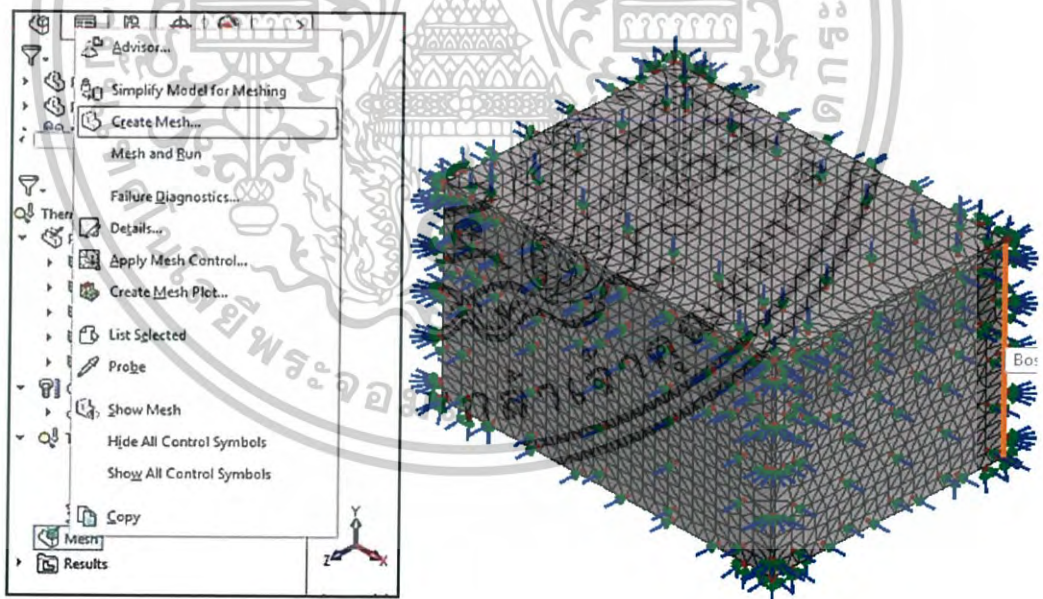 Advisor...
Simplify Model for Meshing
Create Mesh...
Mesh and Run
Failure Diagnostics...
Ther
Details...
Apply Mesh Control...
Create Mesh Plot...
List Selected
Probe
Show Mesh
Hide All Control Symbols
Show All Control Symbols
Copy
Mesh
Results
Y
Z
X
Bos